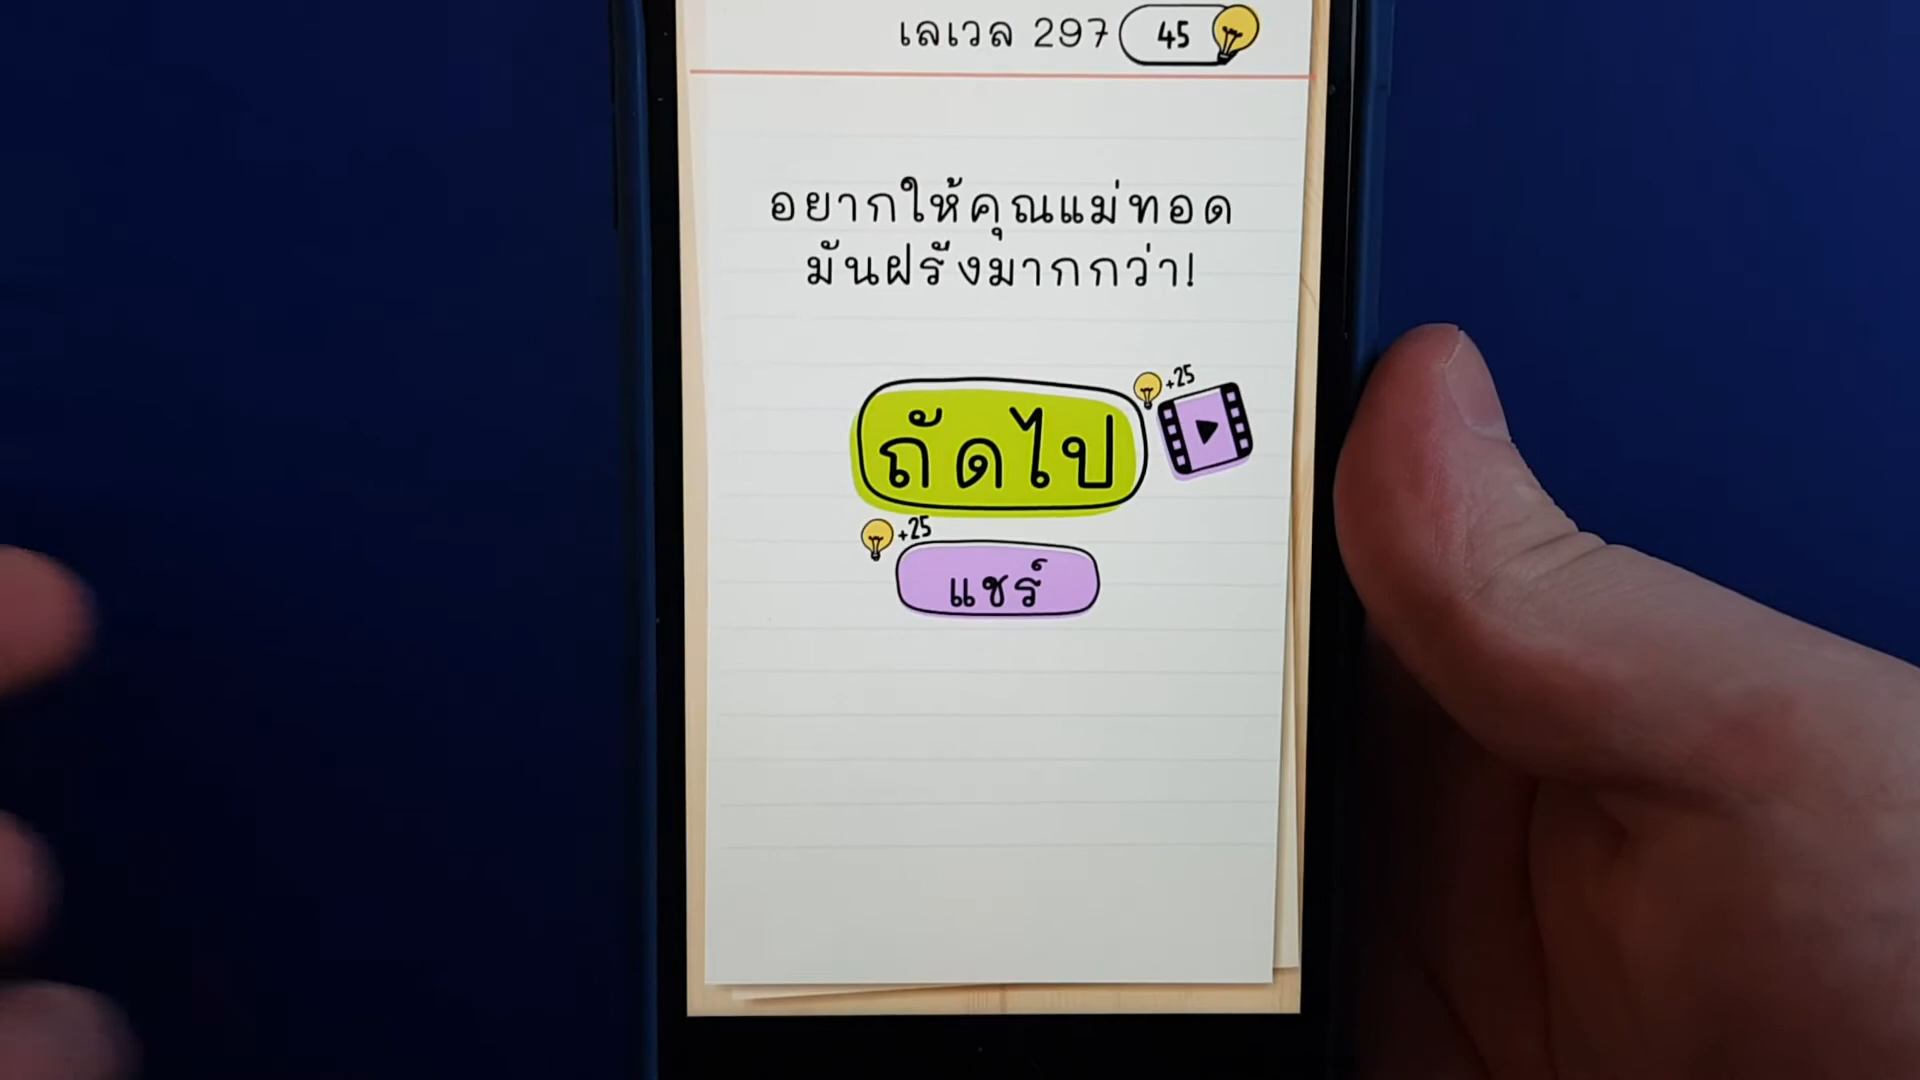 เลเวล 297
45
อยากให้คุณแม่ทอด
มันฝรั่งมากกว่า!
+25
ถัดไป
+25
แชร์